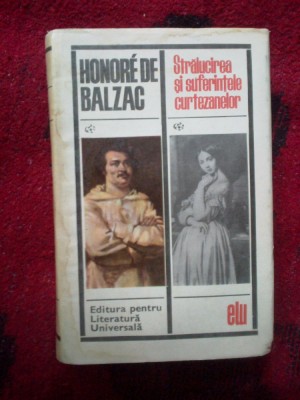 HONORÉ DE
BALZAC
Strălucirea
și suferințele
curtezanelor
Editura pentru
Literatură
Universală
elu